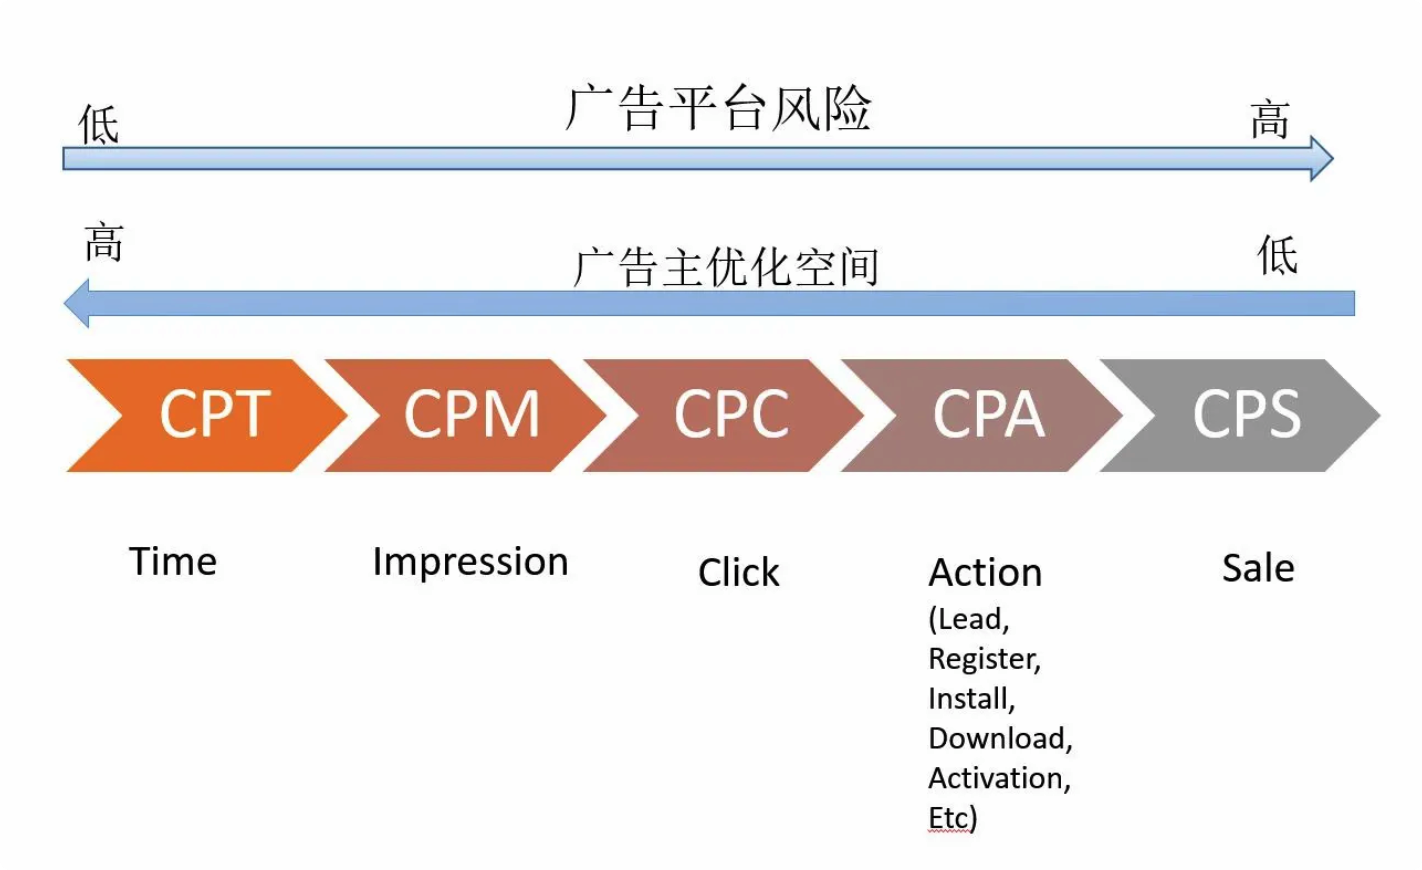 广告平台风险
低
高
广告主优化空间
高
低
CPT
CPM
CPC
CPA
CPS
Time
Impression
Click
Action
(Lead,
Register,
Install,
Download,
Activation,
Etc)
Sale